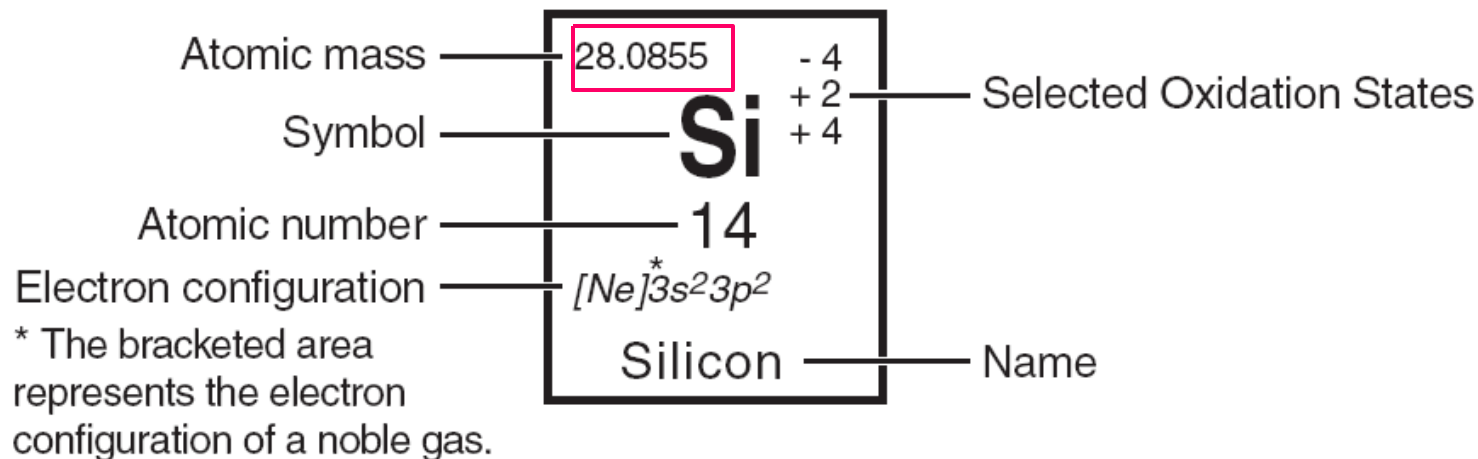 Atomic mass
28.0855
- 4
+ 2
+ 4
Selected Oxidation States
Symbol
Si
Atomic number
14
Electron configuration
[Ne]*3s²3p²
* The bracketed area
represents the electron
configuration of a noble gas.
Silicon
Name